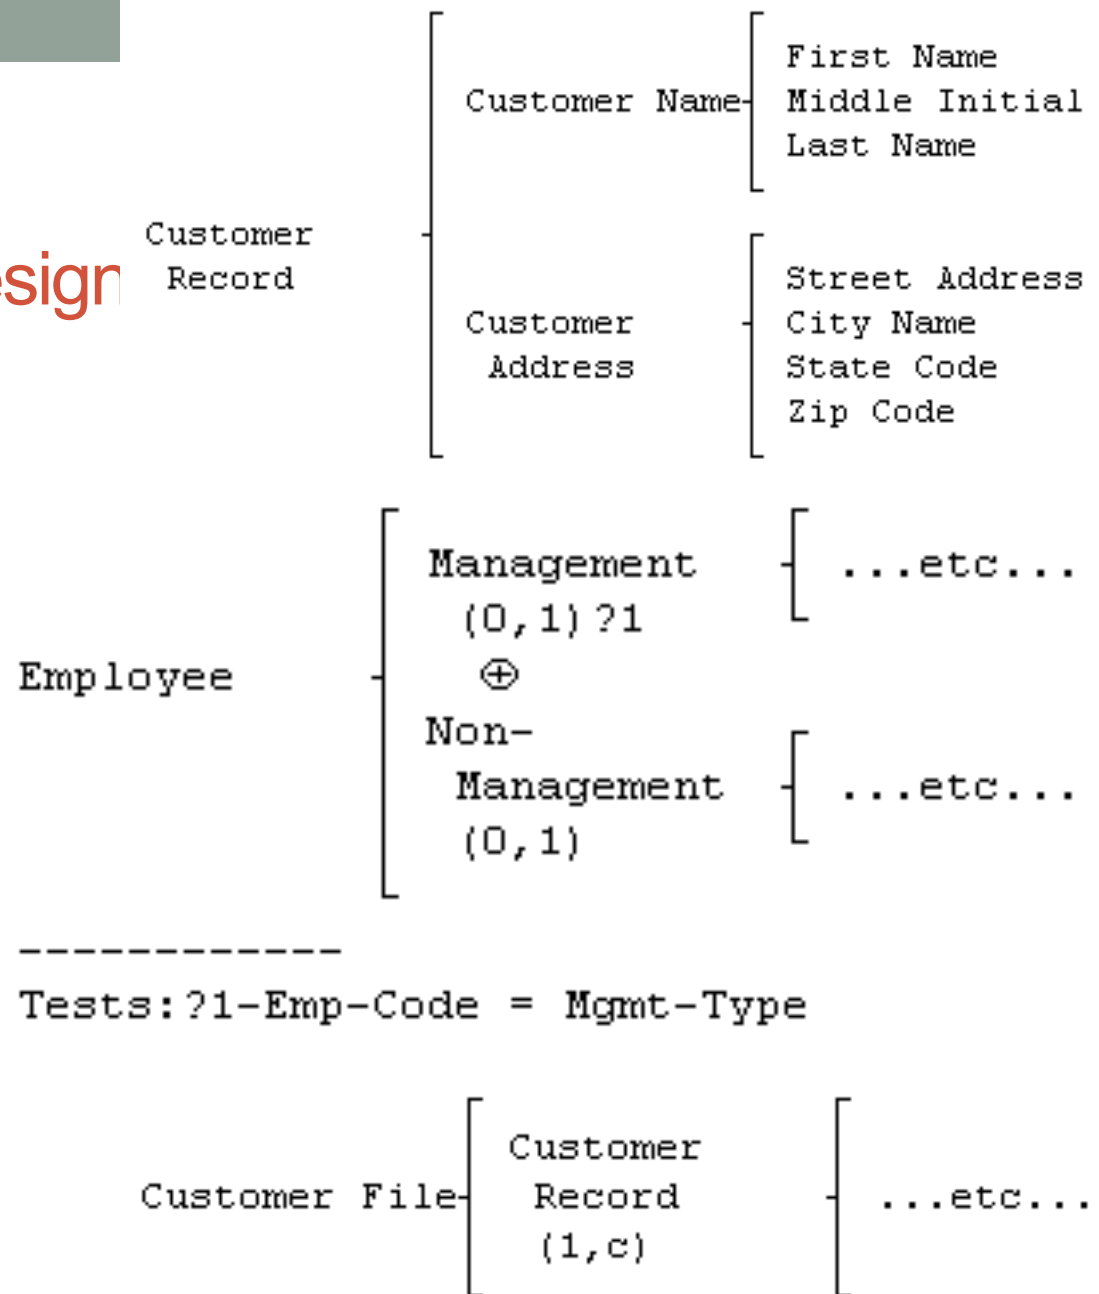 First Name
Customer Name
Middle Initial
Last Name
Customer
Record
esign
Street Address
Customer
City Name
Address
State Code
Zip Code
Management
...etc...
(0,1)?1
⊕
Employee
Non-
Management
...etc...
(0,1)
------------
Tests:?1-Emp-Code = Mgmt-Type
Customer
Customer File
Record
...etc...
(1,c)